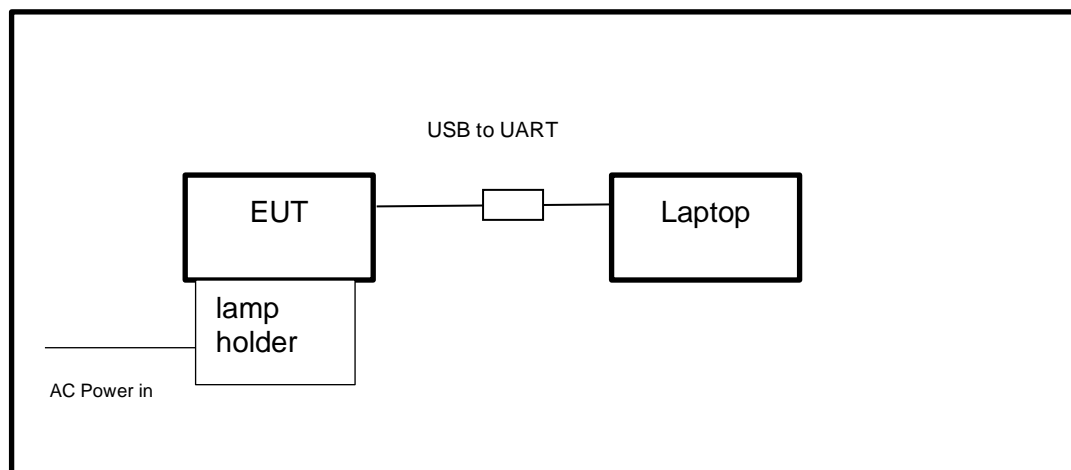 USB to UART
EUT
Laptop
lamp
holder
AC Power in